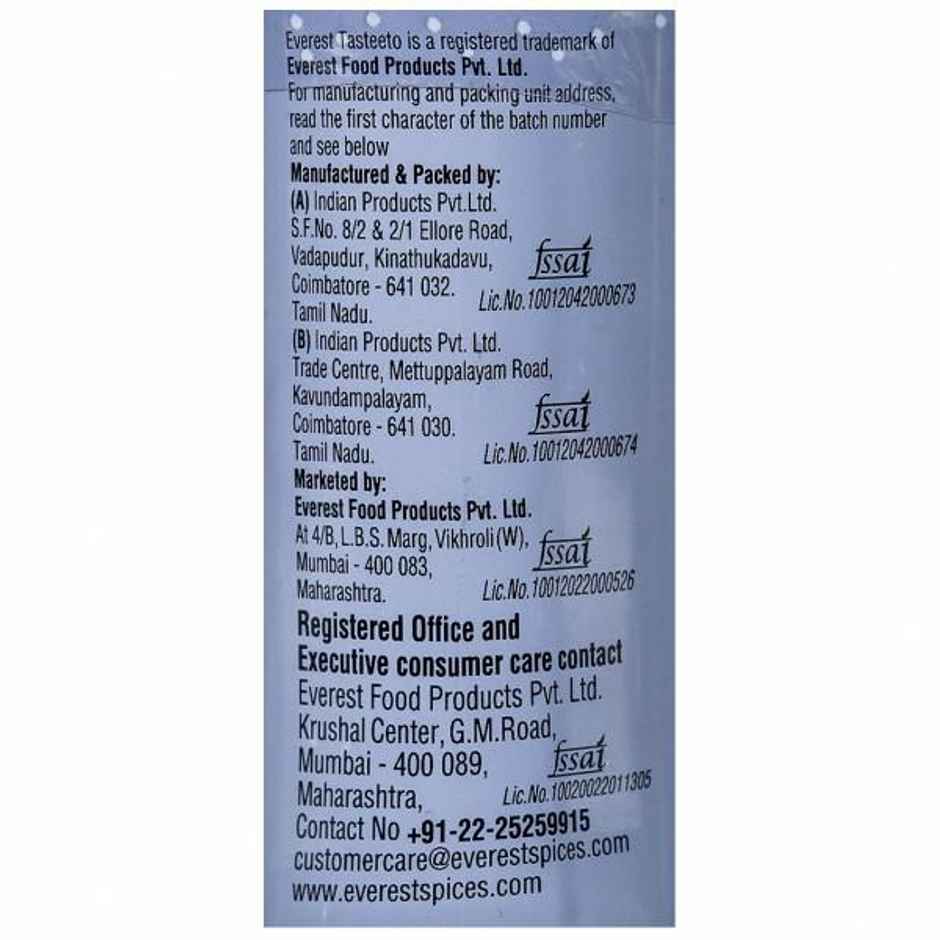 Everest Tasteeto is a registered trademark of
Everest Food Products Pvt. Ltd.
For manufacturing and packing unit address,
read the first character of the batch number
and see below
Manufactured & Packed by:
(A) Indian Products Pvt.Ltd.
S.F.No. 8/2 & 2/1 Ellore Road,
Vadapudur, Kinathukadavu,
Coimbatore - 641 032.
Tamil Nadu.
fssai
Lic.No.10012042000673
(B) Indian Products Pvt. Ltd.
Trade Centre, Mettuppalayam Road,
Kavundampalayam,
Coimbatore - 641 030.
Tamil Nadu.
fssai
Lic.No.10012042000674
Marketed by:
Everest Food Products Pvt. Ltd.
At 4/B, L.B.S. Marg, Vikhroli (W),
Mumbai - 400 083,
Maharashtra.
fssai
Lic.No.10012022000526
Registered Office and
Executive consumer care contact
Everest Food Products Pvt. Ltd.
Krushal Center, G.M.Road,
Mumbai - 400 089,
Maharashtra,
fssai
Lic.No.10020022011305
Contact No +91-22-25259915
customercare@everestspices.com
www.everestspices.com